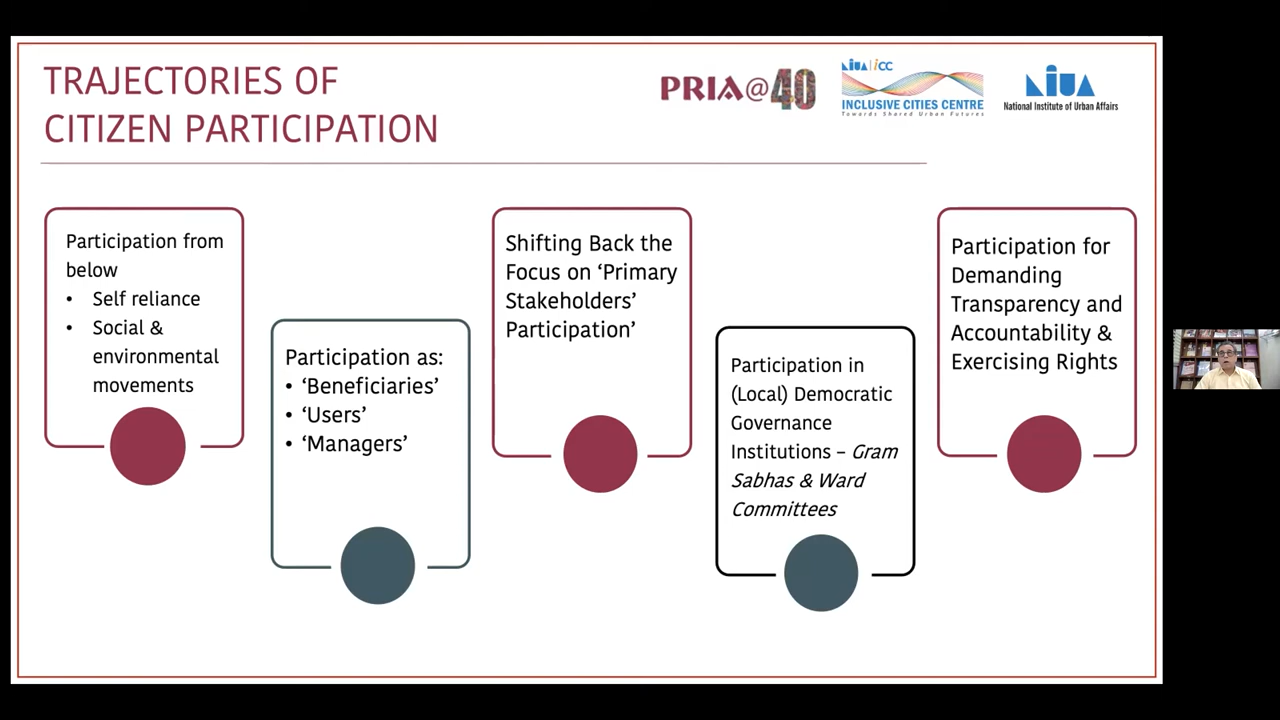 TRAJECTORIES OF
CITIZEN PARTICIPATION
PRIA@40
NIUA | iCC
INCLUSIVE CITIES CENTRE
Towards Shared Urban Futures
NIUA
National Institute of Urban Affairs
Participation from
below
• Self reliance
• Social &
environmental
movements
Participation as:
• ‘Beneficiaries’
• ‘Users’
• ‘Managers’
Shifting Back the
Focus on ‘Primary
Stakeholders’
Participation’
Participation in
(Local) Democratic
Governance
Institutions – Gram
Sabhas & Ward
Committees
Participation for
Demanding
Transparency and
Accountability &
Exercising Rights